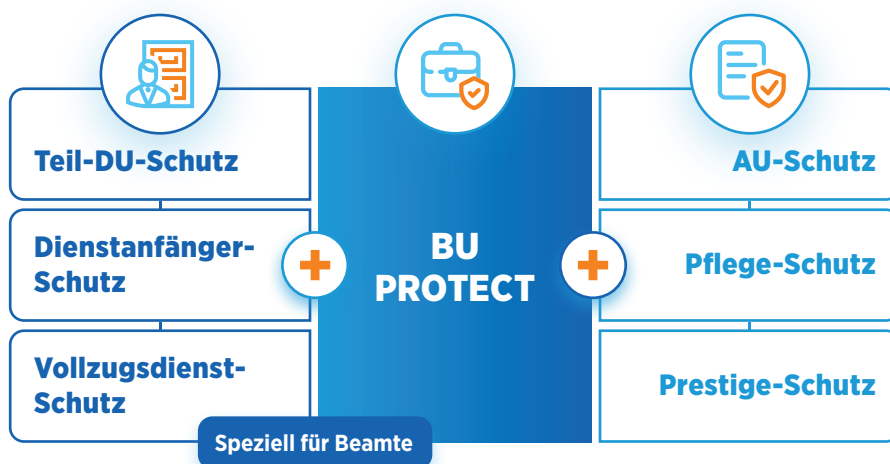 Teil-DU-Schutz
Dienstanfänger-
Schutz
Vollzugsdienst-
Schutz
Speziell für Beamte
BU
PROTECT
AU-Schutz
Pflege-Schutz
Prestige-Schutz